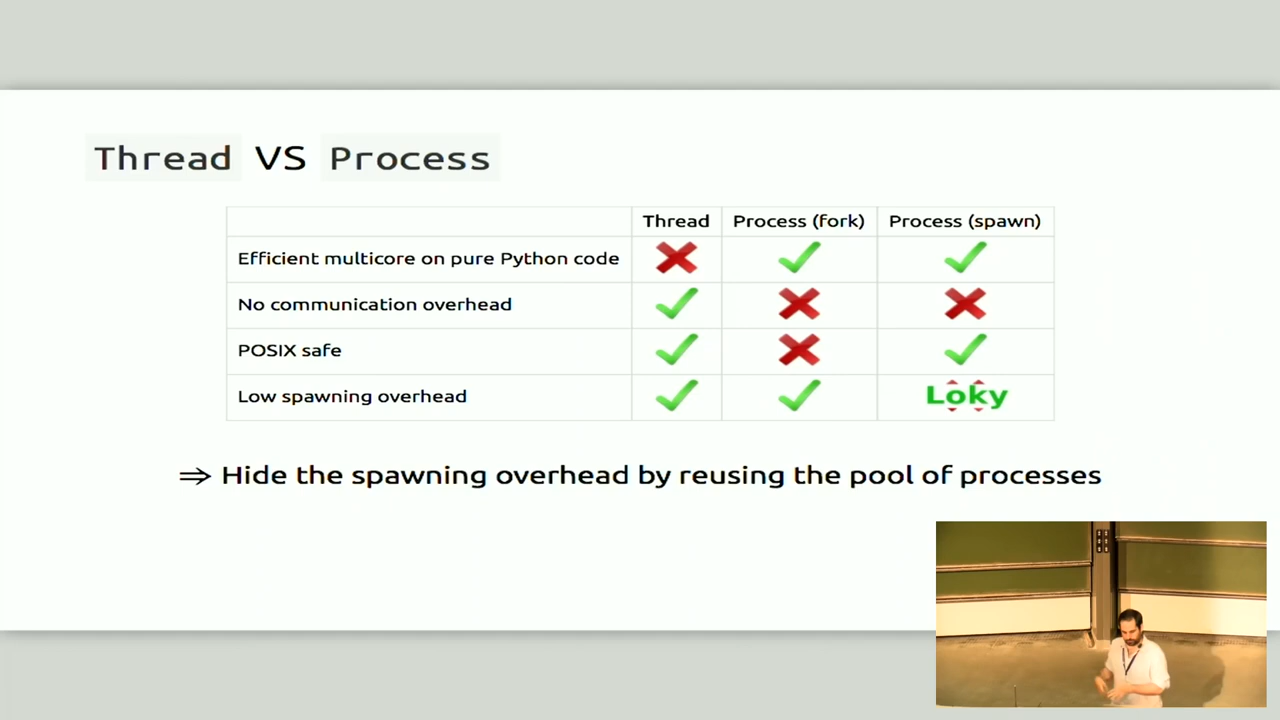 Thread VS Process
Thread Process (fork) Process (spawn)
Efficient multicore on pure Python code
No communication overhead
POSIX safe
Low spawning overhead Loky
⇒ Hide the spawning overhead by reusing the pool of processes